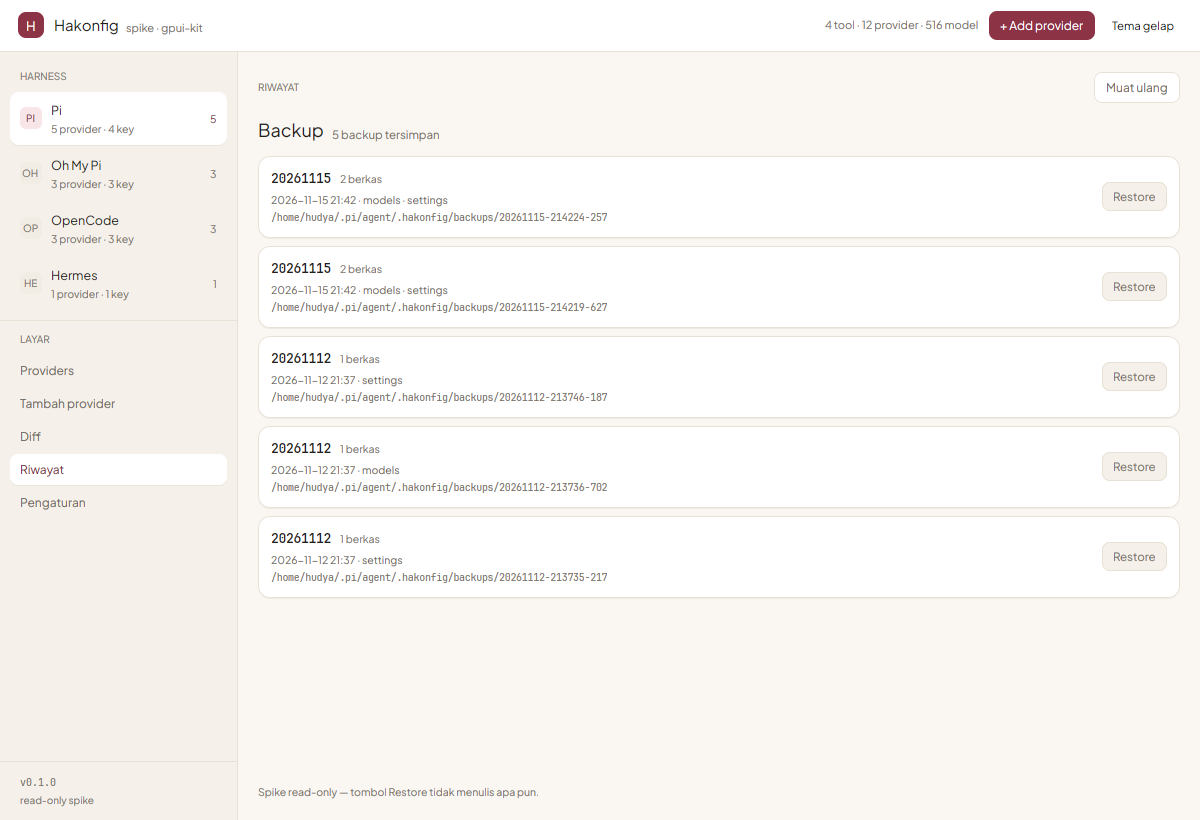 H
Hakonfig spike · gpui-kit
4 tool · 12 provider · 516 model
+ Add provider
Tema gelap
HARNESS
PI
Pi
5 provider · 4 key
5
OH
Oh My Pi
3 provider · 3 key
3
OP
OpenCode
3 provider · 3 key
3
HE
Hermes
1 provider · 1 key
1
LAYAR
Providers
Tambah provider
Diff
Riwayat
Pengaturan
v0.1.0
read-only spike
RIWAYAT
Muat ulang
Backup 5 backup tersimpan
20261115 2 berkas
2026-11-15 21:42 · models · settings
/home/hudya/.pi/agent/.hakonfig/backups/20261115-214224-257
Restore
20261115 2 berkas
2026-11-15 21:42 · models · settings
/home/hudya/.pi/agent/.hakonfig/backups/20261115-214219-627
Restore
20261112 1 berkas
2026-11-12 21:37 · settings
/home/hudya/.pi/agent/.hakonfig/backups/20261112-213746-187
Restore
20261112 1 berkas
2026-11-12 21:37 · models
/home/hudya/.pi/agent/.hakonfig/backups/20261112-213736-702
Restore
20261112 1 berkas
2026-11-12 21:37 · settings
/home/hudya/.pi/agent/.hakonfig/backups/20261112-213735-217
Restore
Spike read-only — tombol Restore tidak menulis apa pun.